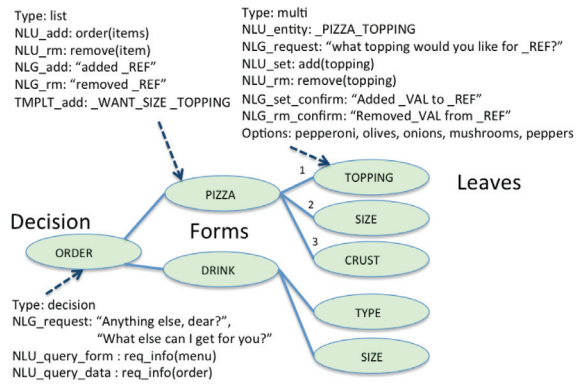 Type: list
NLU_add: order(items)
NLU_rm: remove(item)
NLG_add: “added _REF”
NLG_rm: “removed _REF”
TMPLT_add: _WANT_SIZE _TOPPING
Type: multi
NLU_entity: _PIZZA_TOPPING
NLG_request: “what topping would you like for _REF?”
NLU_set: add(topping)
NLU_rm: remove(topping)
NLG_set_confirm: “Added _VAL to _REF”
NLG_rm_confirm: “Removed_VAL from _REF”
Options: pepperoni, olives, onions, mushrooms, peppers
1
TOPPING
Leaves
PIZZA
2
SIZE
Decision
Forms
3
ORDER
CRUST
DRINK
TYPE
SIZE
Type: decision
NLG_request: “Anything else, dear?”,
“What else can I get for you?”
NLU_query_form : req_info(menu)
NLU_query_data : req_info(order)